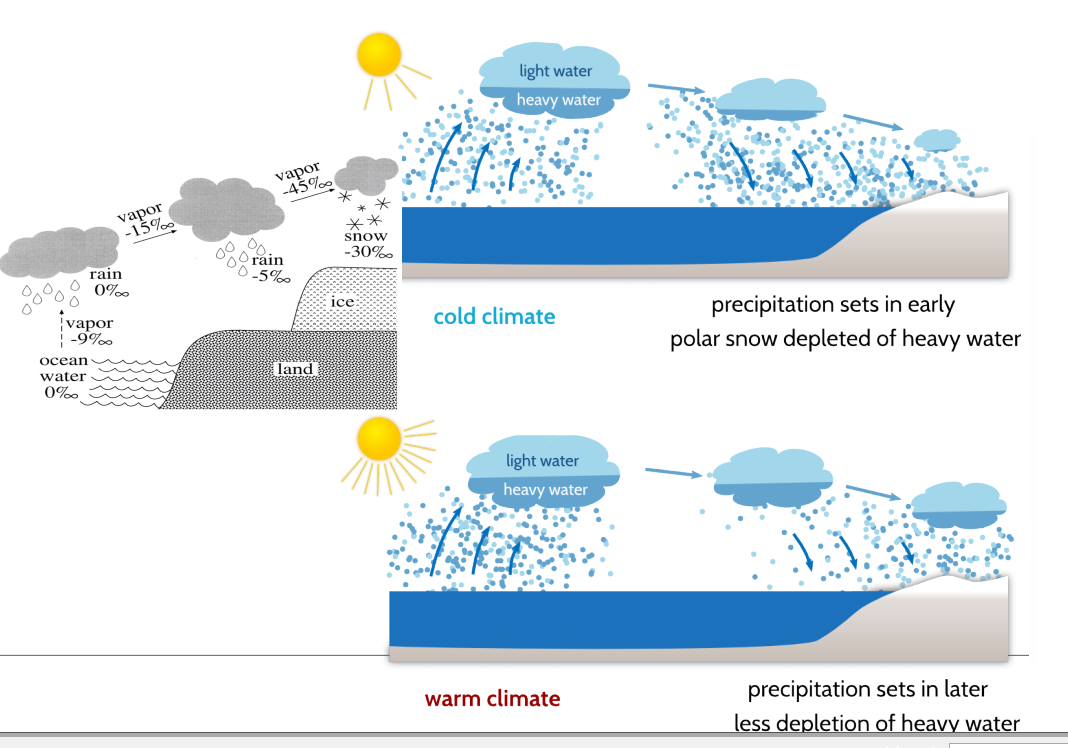 light water
heavy water
vapor
-45‰
vapor
-15‰
snow
-30‰
rain
-5‰
rain
0‰
ice
vapor
-9‰
ocean
water
0‰
land
cold climate
precipitation sets in early
polar snow depleted of heavy water
light water
heavy water
warm climate
precipitation sets in later
less depletion of heavy water